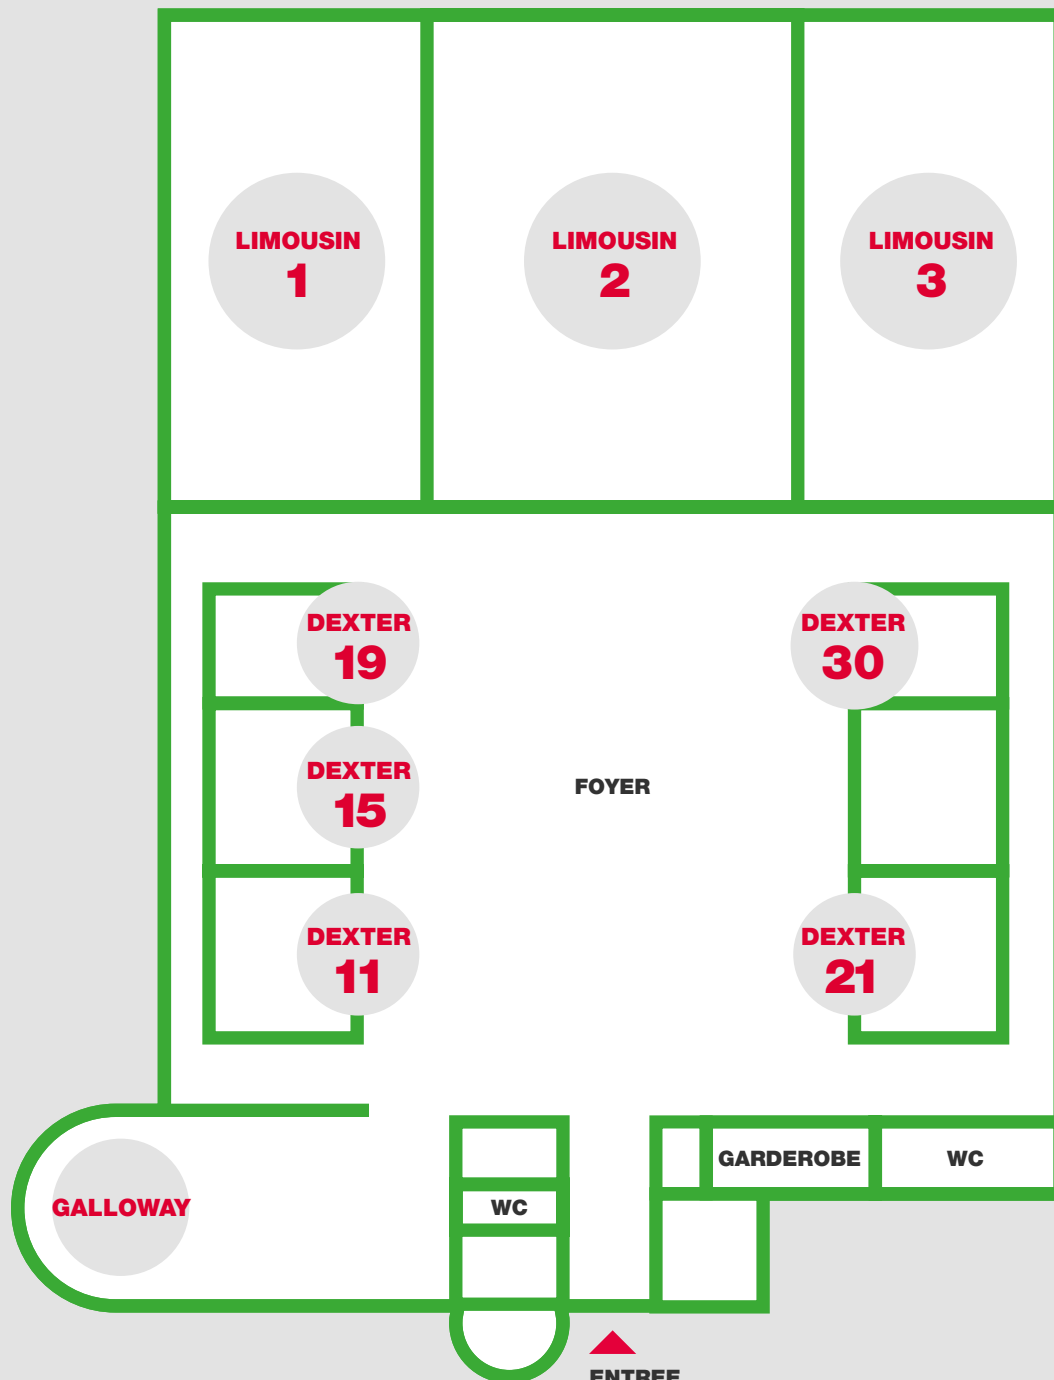 LIMOUSIN
1
LIMOUSIN
2
LIMOUSIN
3
DEXTER
19
DEXTER
30
DEXTER
15
FOYER
DEXTER
11
DEXTER
21
GARDEROBE
WC
GALLOWAY
WC
ENTREE